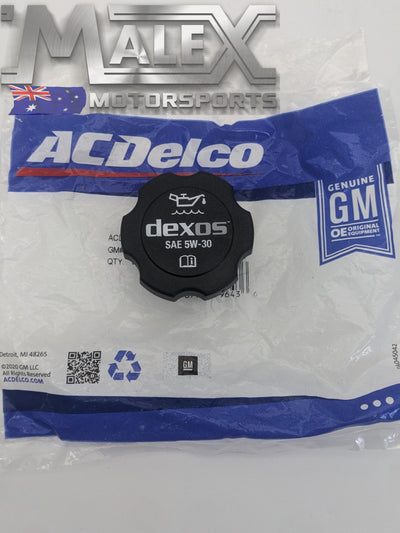 MALEX
MOTORSPORTS
ACDelco
GENUINE
GM
OE ORIGINAL
EQUIPMENT
dexos
SAE 5W-30
QTY
Detroit, MI 48265
©2020 GM LLC
All Rights Reserved
ACDELCO.COM
GM